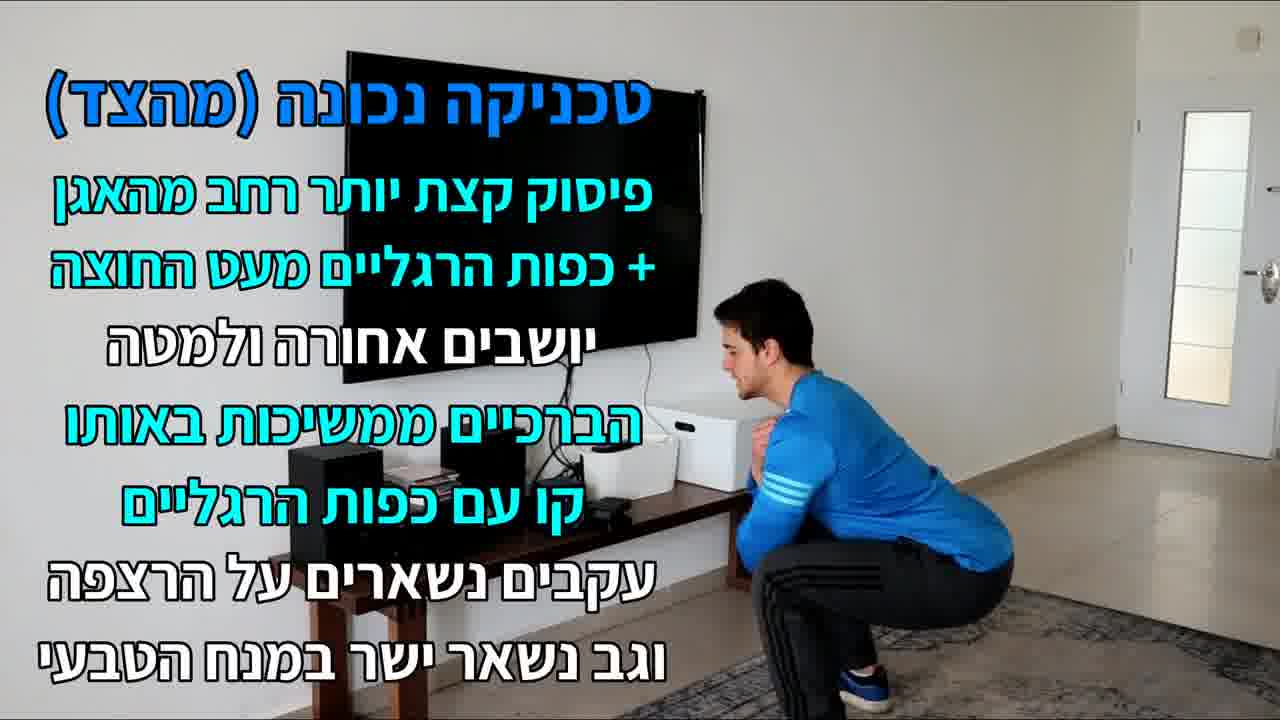 טכניקה נכונה (מהצד)
פיסוק קצת יותר רחב מהאגן
+ כפות הרגליים מעט החוצה
יושבים אחורה ולמטה
הברכיים ממשיכות באותו
קו עם כפות הרגליים
עקבים נשארים על הרצפה
וגב נשאר ישר במנח הטבעי